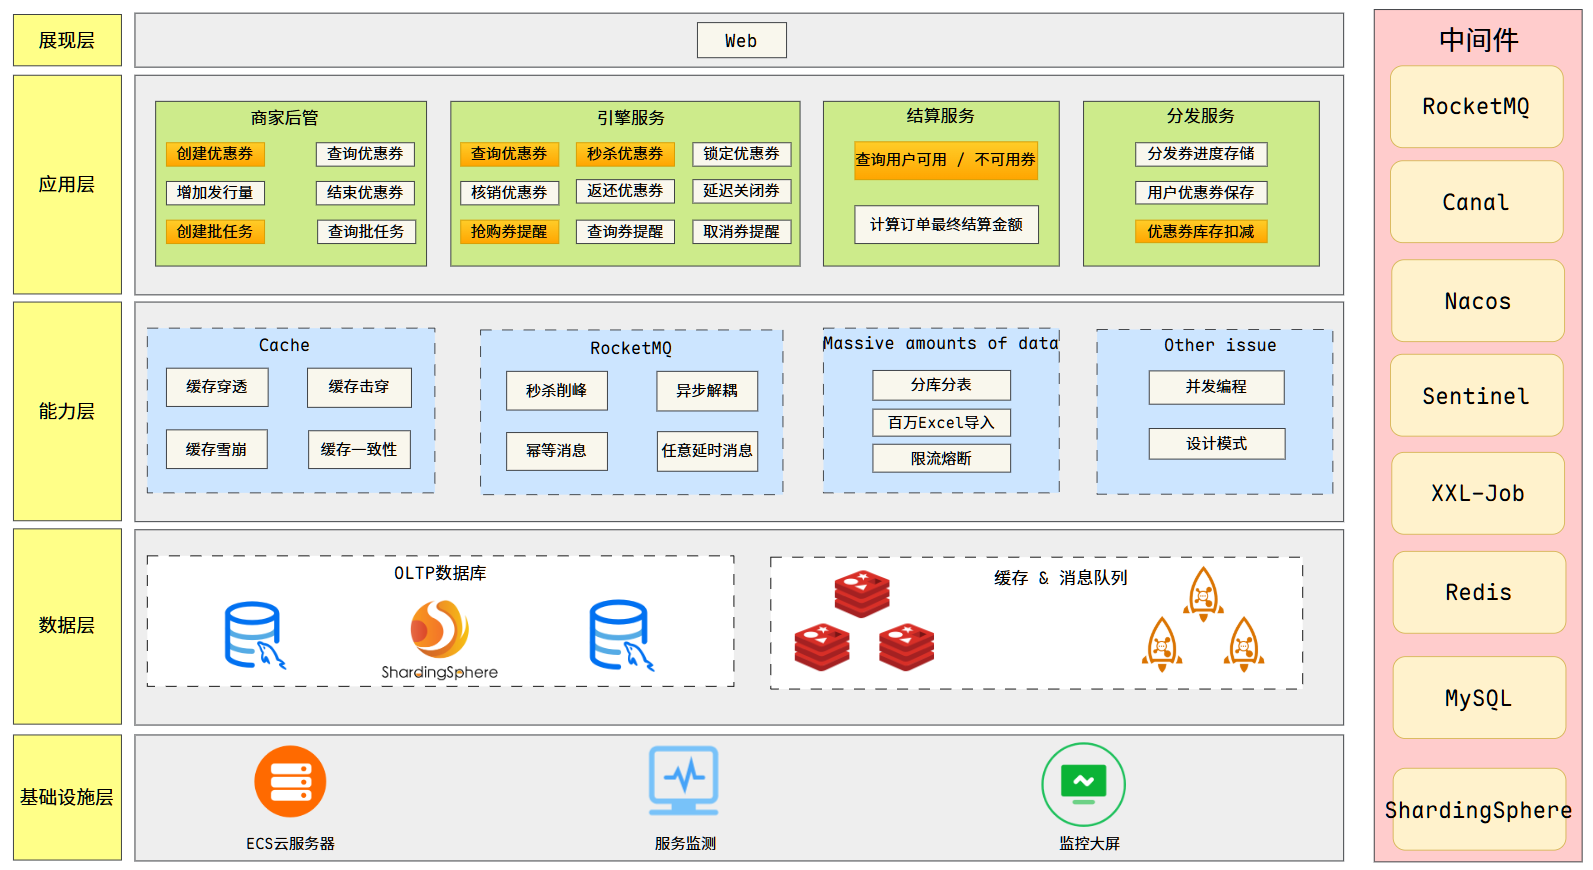 展现层
Web
应用层
商家后管
创建优惠券
查询优惠券
增加发行量
结束优惠券
创建批任务
查询批任务
引擎服务
查询优惠券
秒杀优惠券
锁定优惠券
核销优惠券
返还优惠券
延迟关闭券
抢购券提醒
查询券提醒
取消券提醒
结算服务
查询用户可用 / 不可用券
计算订单最终结算金额
分发服务
分发券进度存储
用户优惠券保存
优惠券库存扣减
能力层
Cache
缓存穿透
缓存击穿
缓存雪崩
缓存一致性
RocketMQ
秒杀削峰
异步解耦
幂等消息
任意延时消息
Massive amounts of data
分库分表
百万Excel导入
限流熔断
Other issue
并发编程
设计模式
数据层
OLTP数据库
ShardingSphere
缓存 & 消息队列
基础设施层
ECS云服务器
服务监测
监控大屏
中间件
RocketMQ
Canal
Nacos
Sentinel
XXL-Job
Redis
MySQL
ShardingSphere